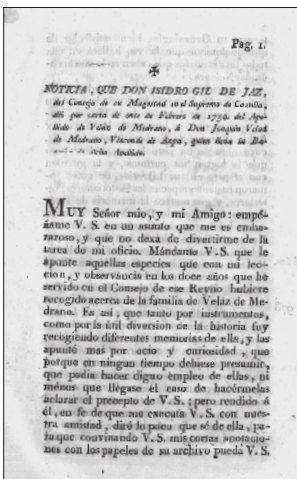 Pag. 1.
✠
NOTICIA, QUE DON ISIDRO GIL DE JAZ,
del Consejo de su Magestad en el Supremo de Castilla,
dió por carta de once de Febrero de 1754. del Ape-
llido de Velaz de Medrano, á Don Joaquin Velaz
de Medrano, Vizconde de Azpa, quien lleva la Ba-
de dicho Apellido.
MUY Señor mio, y mi Amigo: empé-
ñame V. S. en un asunto que me es emba-
razoso, y que no dexa de divertirme de la
tarea de mi oficio. Mándame V. S. que le
apunte aquellas especies que con mi lec-
cion, y observancia en los doce años que he
servido en el Consejo de ese Reyno hubiere
recogido acerca de la familia de Velaz de Me-
drano. Es así, que tanto por instrumentos,
como por la útil diversion de la historia fuy
recogiendo diferentes memorias de ella, y las
apunté mas por ocio y curiosidad, que
porque en ningun tiempo debiese presumir,
que podia hacer digno empleo de ellas, ni
ménos que llegase el caso de hacérmelas
aclarar el precepto de V. S.: pero rendido á
él, en fe de que me executa V. S. con nues-
tra amistad, diré lo poco que sé de ella, pa-
ra que convinando V. S. mis cortas anotacio-
nes con los papeles de su archivo pueda V. S.